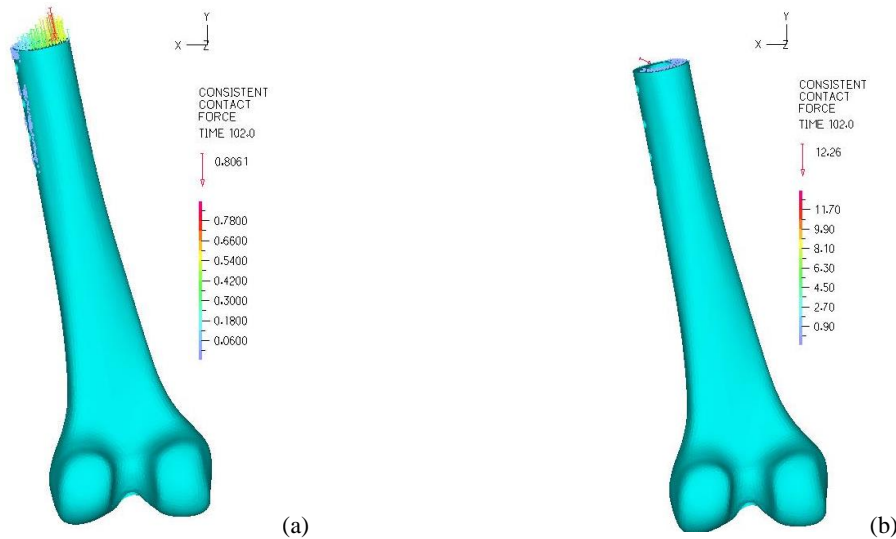 Y
X Z
CONSISTENT
CONTACT
FORCE
TIME 102.0
0.8061
0.7800
0.6600
0.5400
0.4200
0.3000
0.1800
0.0600
(a)
Y
X Z
CONSISTENT
CONTACT
FORCE
TIME 102.0
12.26
11.70
9.90
8.10
6.30
4.50
2.70
0.90
(b)